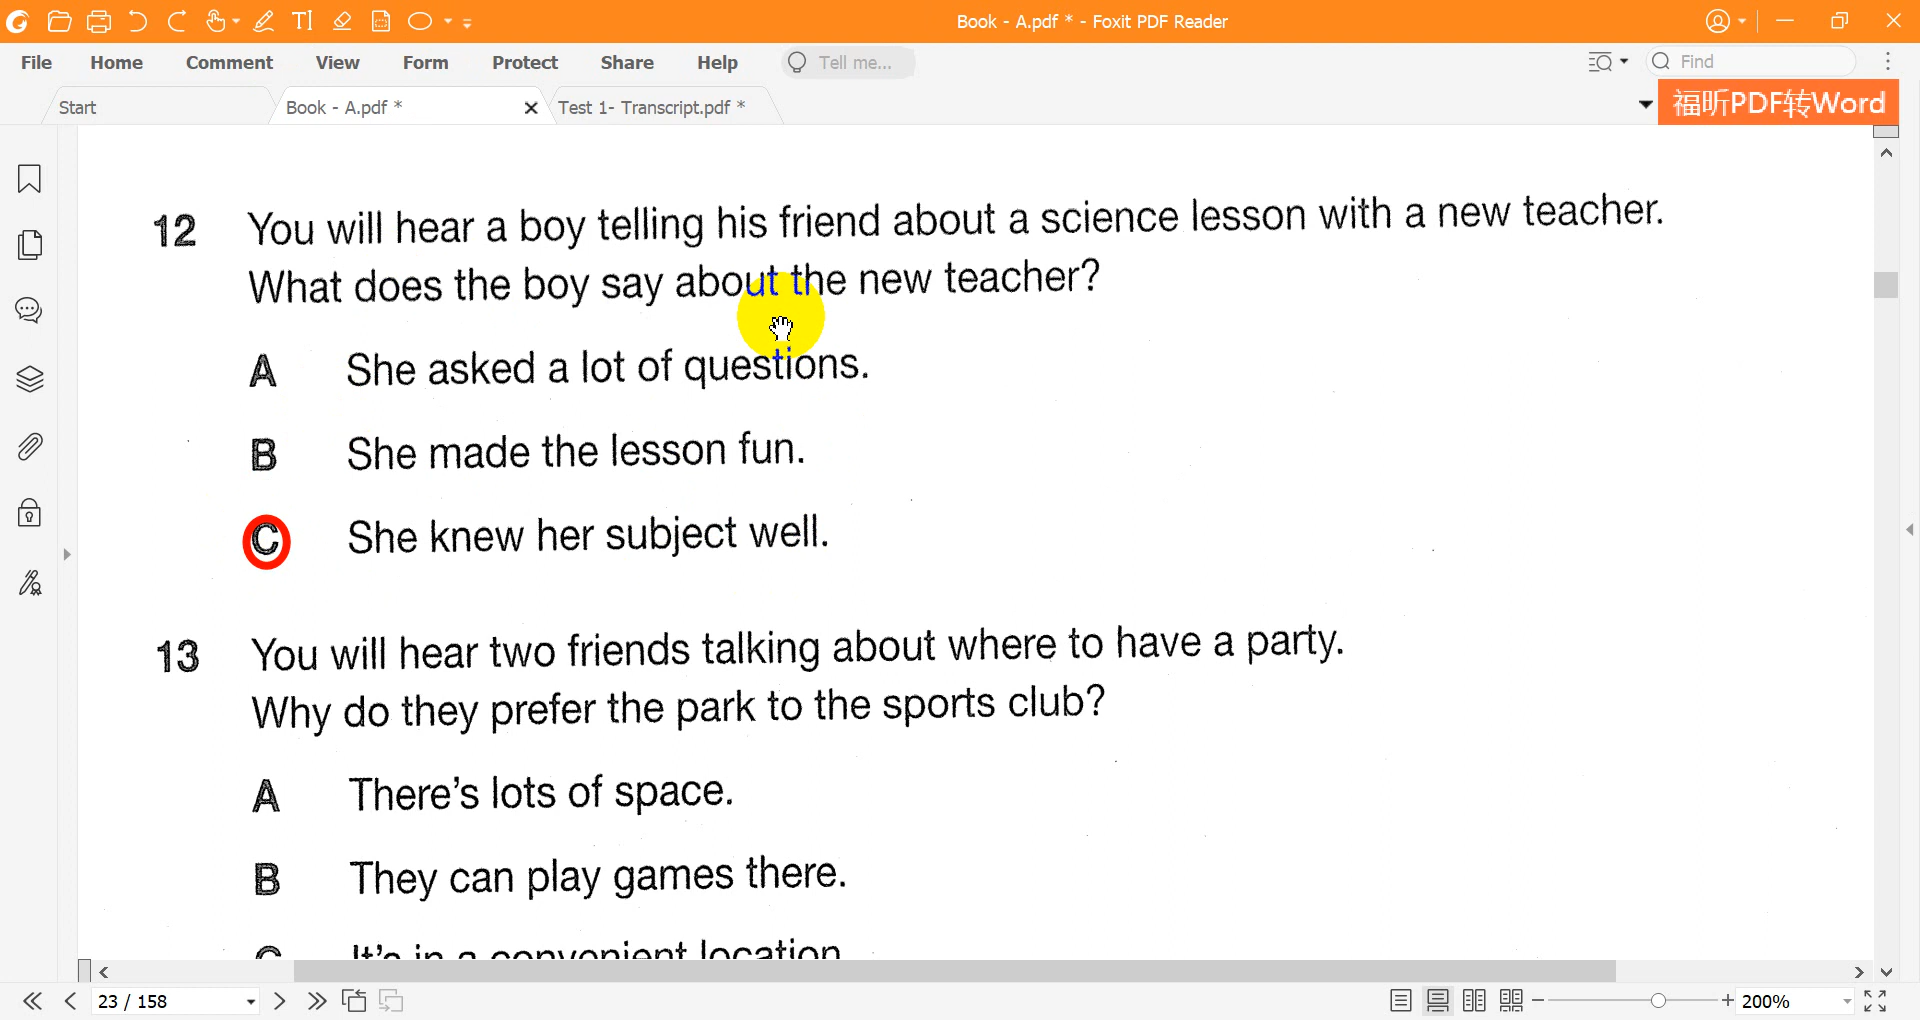 Book - A.pdf * - Foxit PDF Reader
File Home Comment View Form Protect Share Help Tell me... Find
Start Book - A.pdf * Test 1- Transcript.pdf * 福昕PDF转Word
12 You will hear a boy telling his friend about a science lesson with a new teacher.
What does the boy say about the new teacher?
A She asked a lot of questions.
B She made the lesson fun.
C She knew her subject well.
13 You will hear two friends talking about where to have a party.
Why do they prefer the park to the sports club?
A There's lots of space.
B They can play games there.
C It's in a convenient location
23 / 158 200%